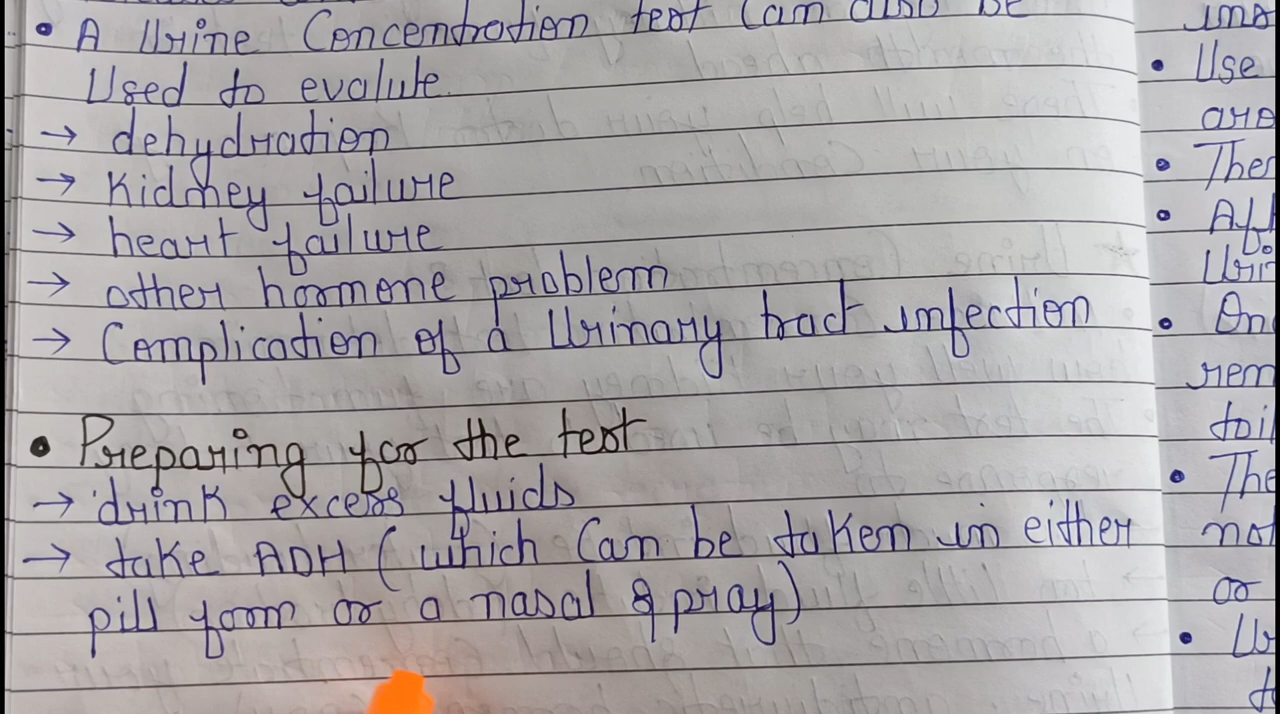 • A Urine Concentration test Can also be
Used to evalute.
→ dehydration
→ Kidney failure
→ heart failure
→ other hormone problem
→ Complication of a Urinary tract infection
• Preparing for the test
→ drink excess fluids
→ take ADH (which Can be taken in either
pill form or a nasal spray)
• Use
• The
not
or